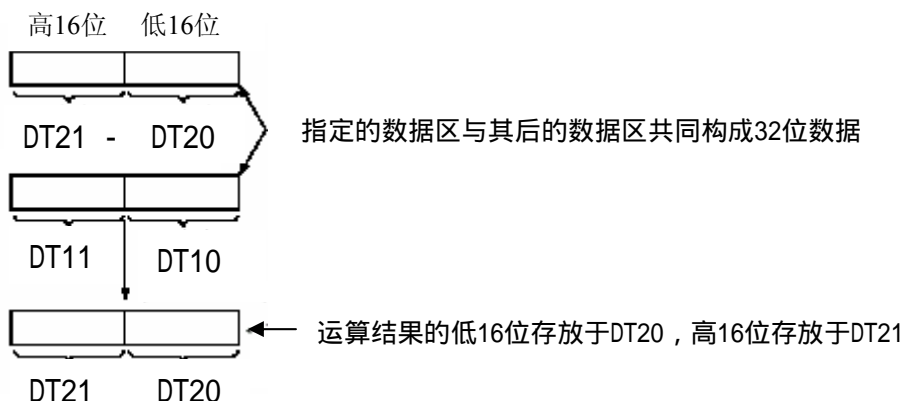 高16位 低16位
DT21 - DT20
指定的数据区与其后的数据区共同构成32位数据
DT11 DT10
运算结果的低16位存放于DT20，高16位存放于DT21
DT21 DT20